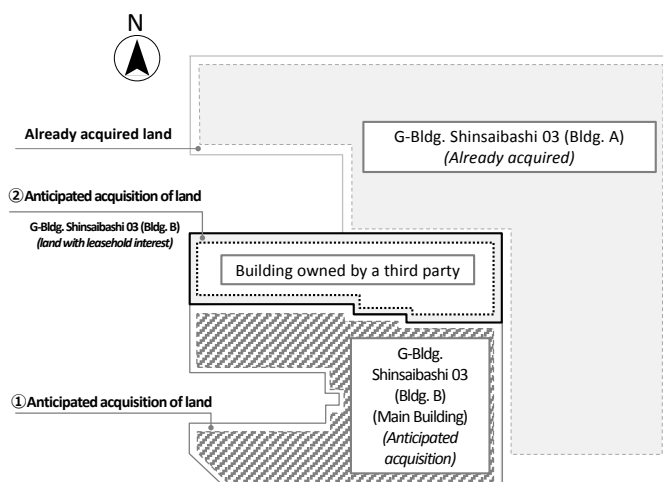 N
Already acquired land
G-Bldg. Shinsaibashi 03 (Bldg. A)
(Already acquired)
②Anticipated acquisition of land
G-Bldg. Shinsaibashi 03 (Bldg. B)
(land with leasehold interest)
Building owned by a third party
G-Bldg.
Shinsaibashi 03
(Bldg. B)
(Main Building)
(Anticipated
acquisition)
①Anticipated acquisition of land